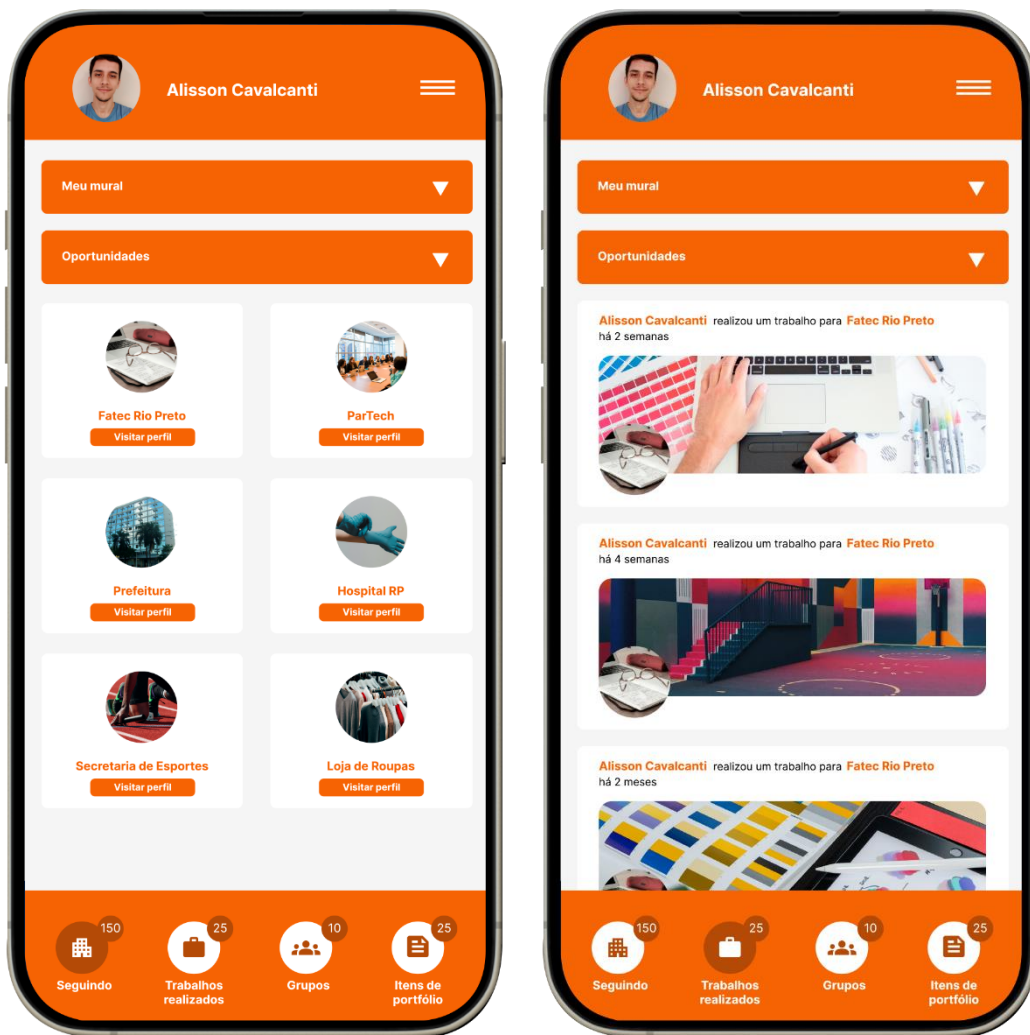 Alisson Cavalcanti
Meu mural
Oportunidades
Fatec Rio Preto
Visitar perfil
ParTech
Visitar perfil
Prefeitura
Visitar perfil
Hospital RP
Visitar perfil
Secretaria de Esportes
Visitar perfil
Loja de Roupas
Visitar perfil
150
Seguindo
25
Trabalhos
realizados
10
Grupos
25
Itens de
portfólio
Alisson Cavalcanti
Meu mural
Oportunidades
Alisson Cavalcanti realizou um trabalho para Fatec Rio Preto
há 2 semanas
Alisson Cavalcanti realizou um trabalho para Fatec Rio Preto
há 4 semanas
Alisson Cavalcanti realizou um trabalho para Fatec Rio Preto
há 2 meses
150
Seguindo
25
Trabalhos
realizados
10
Grupos
25
Itens de
portfólio